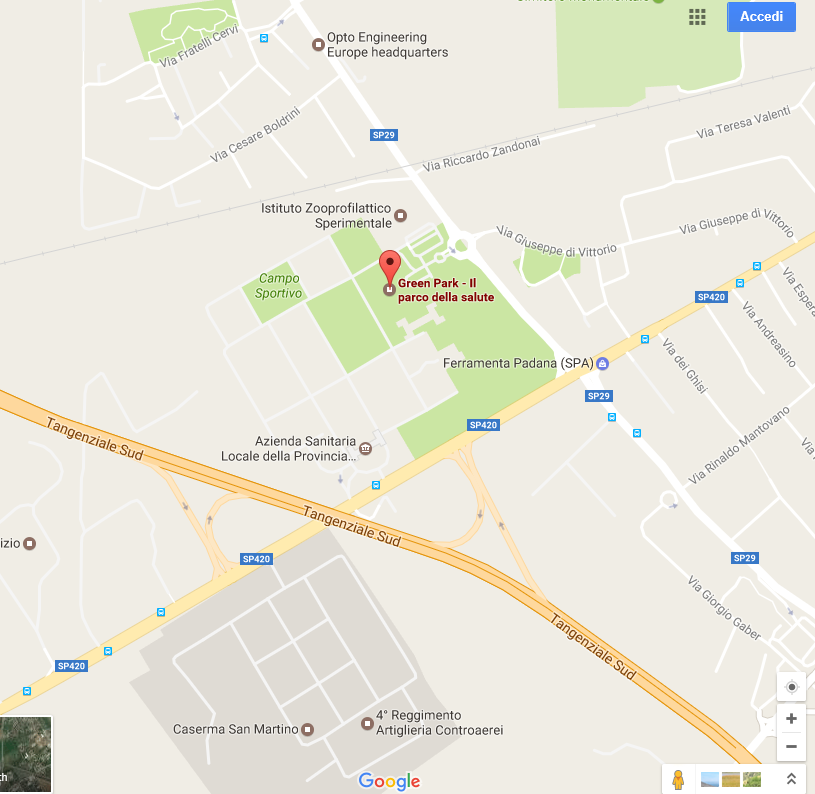 Accedi
Via Fratelli Cervi
Opto Engineering
Europe headquarters
SP29
Via Cesare Boldrini
Via Teresa Valenti
Via Riccardo Zandonai
Istituto Zooprofilattico
Sperimentale
Via Giuseppe di Vittorio
Via Giuseppe di Vittorio
Campo
Sportivo
Green Park - Il
parco della salute
SP420
Via Andreasino
Ferramenta Padana (SPA)
Via dei Ghisi
SP29
Tangenziale Sud
SP420
Azienda Sanitaria
Locale della Provincia...
Via Rinaldo Mantovano
Tangenziale Sud
izio
SP420
SP29
Via Giorgio Gaber
Tangenziale Sud
SP420
Caserma San Martino
4° Reggimento
Artiglieria Controaerei
Google